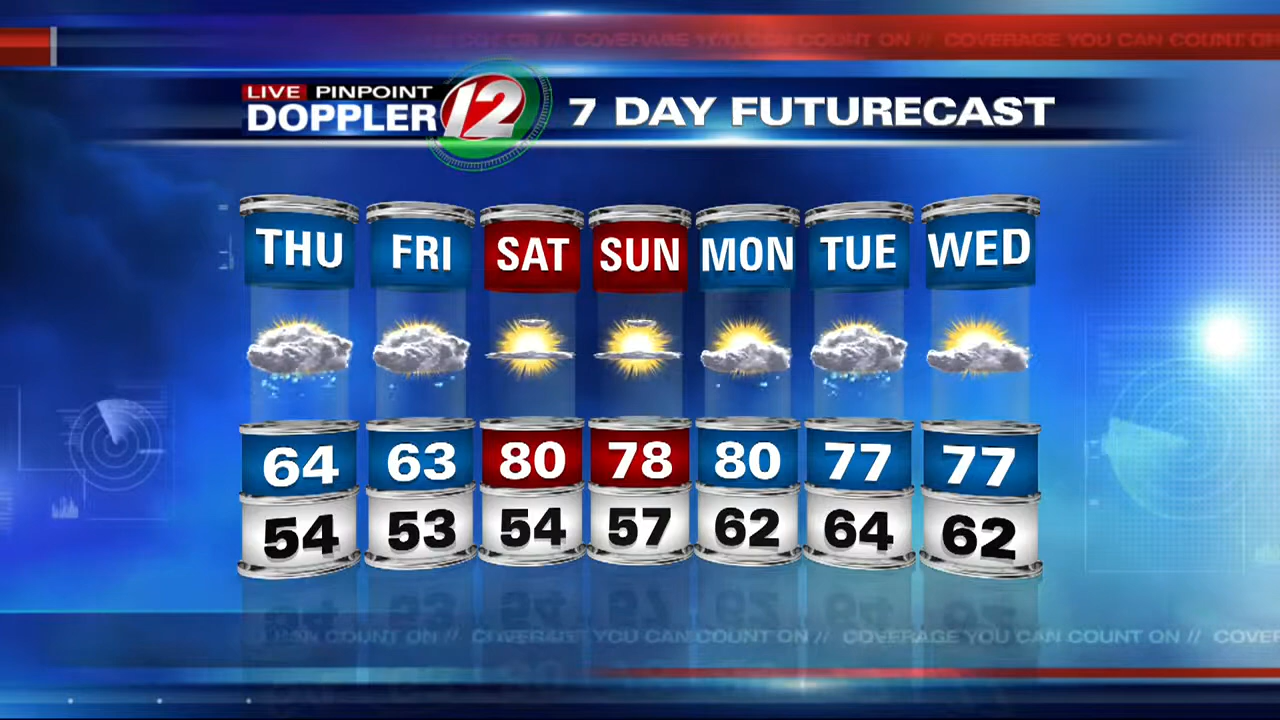 COVERAGE YOU CAN COUNT ON // COVERAGE YOU CAN COUNT ON
LIVE PINPOINT
DOPPLER 12
7 DAY FUTURECAST
THU FRI SAT SUN MON TUE WED
64 63 80 78 80 77 77
54 53 54 57 62 64 62
CAN COUNT ON // COVERAGE YOU CAN COUNT ON // COVERAGE YOU CAN COUNT ON // COVE